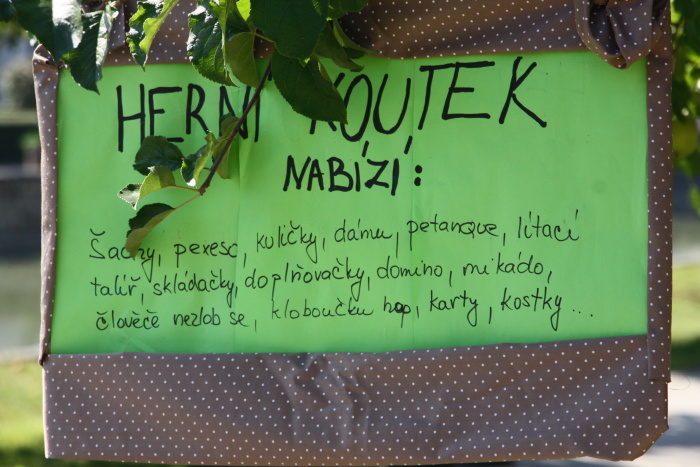 HERNÍ KOUTEK
NABÍZÍ:
Šachy, pexeso, kuličky, dámu, petanque, lítací
talíř, skládačky, doplňovačky, domino, mikádo,
člověče nezlob se, kloboučku hop, karty, kostky...